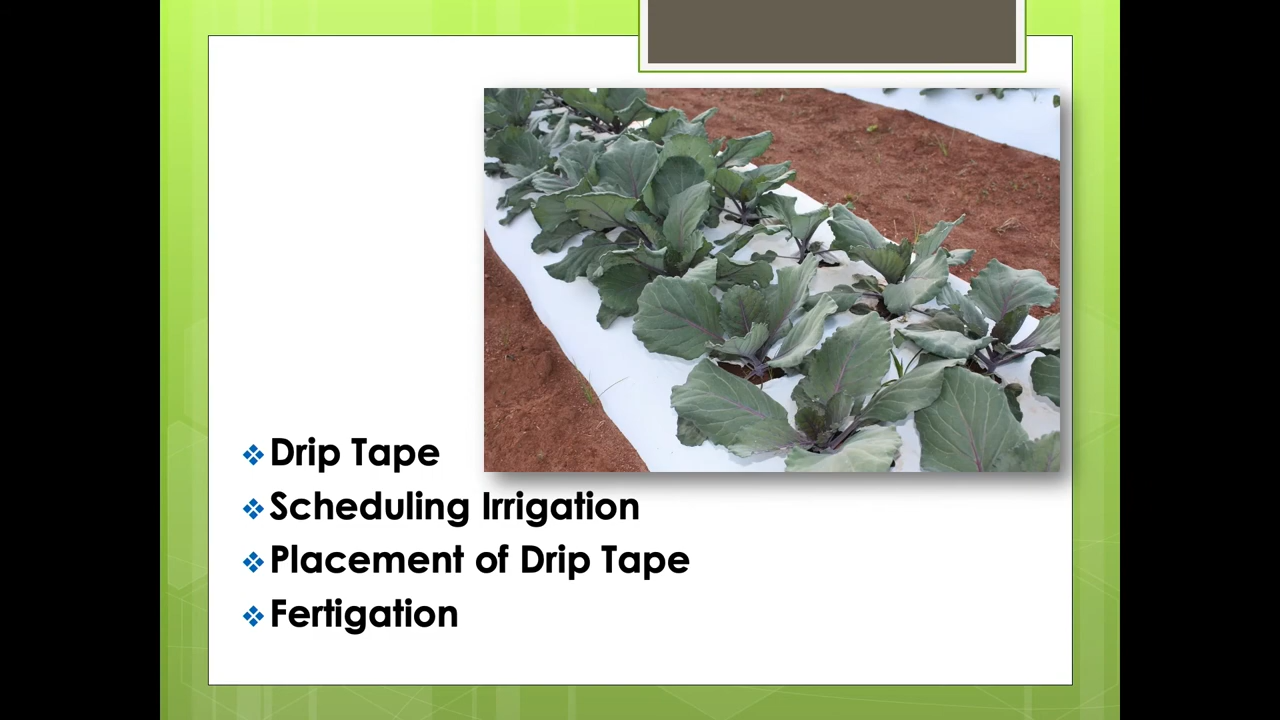 Drip Tape
Scheduling Irrigation
Placement of Drip Tape
Fertigation